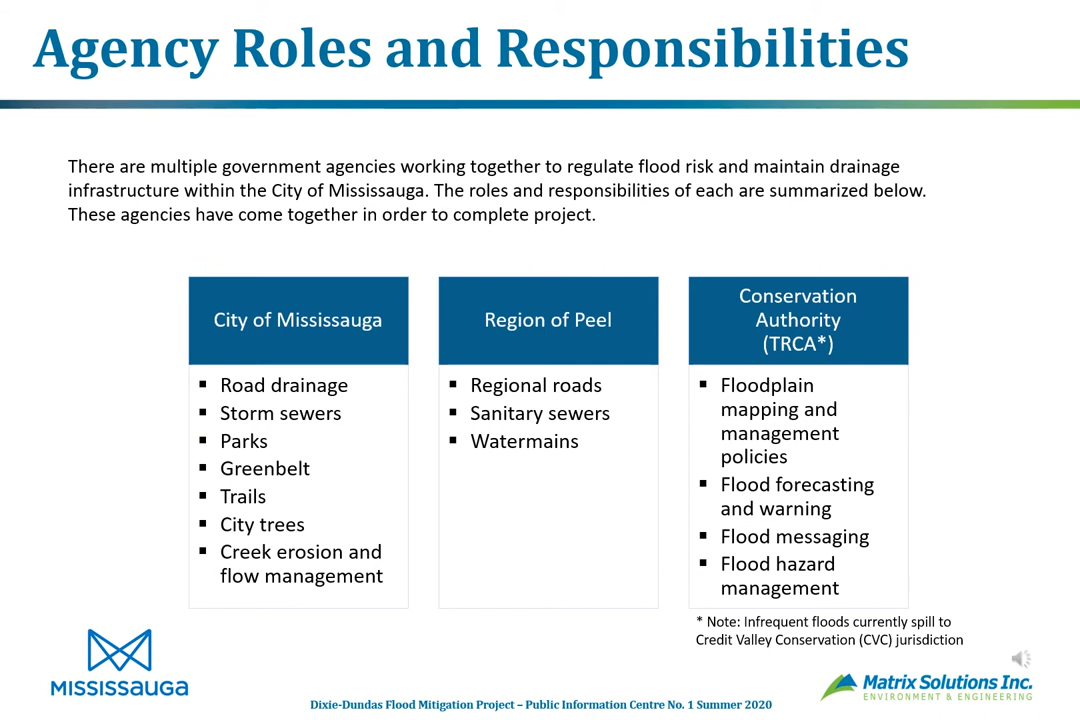 Agency Roles and Responsibilities
There are multiple government agencies working together to regulate flood risk and maintain drainage
infrastructure within the City of Mississauga. The roles and responsibilities of each are summarized below.
These agencies have come together in order to complete project.
City of Mississauga
▪ Road drainage
▪ Storm sewers
▪ Parks
▪ Greenbelt
▪ Trails
▪ City trees
▪ Creek erosion and
flow management
Region of Peel
▪ Regional roads
▪ Sanitary sewers
▪ Watermains
Conservation
Authority
(TRCA*)
▪ Floodplain
mapping and
management
policies
▪ Flood forecasting
and warning
▪ Flood messaging
▪ Flood hazard
management
* Note: Infrequent floods currently spill to
Credit Valley Conservation (CVC) jurisdiction
MISSISSAUGA
Dixie-Dundas Flood Mitigation Project – Public Information Centre No. 1 Summer 2020
Matrix Solutions Inc.
ENVIRONMENT & ENGINEERING